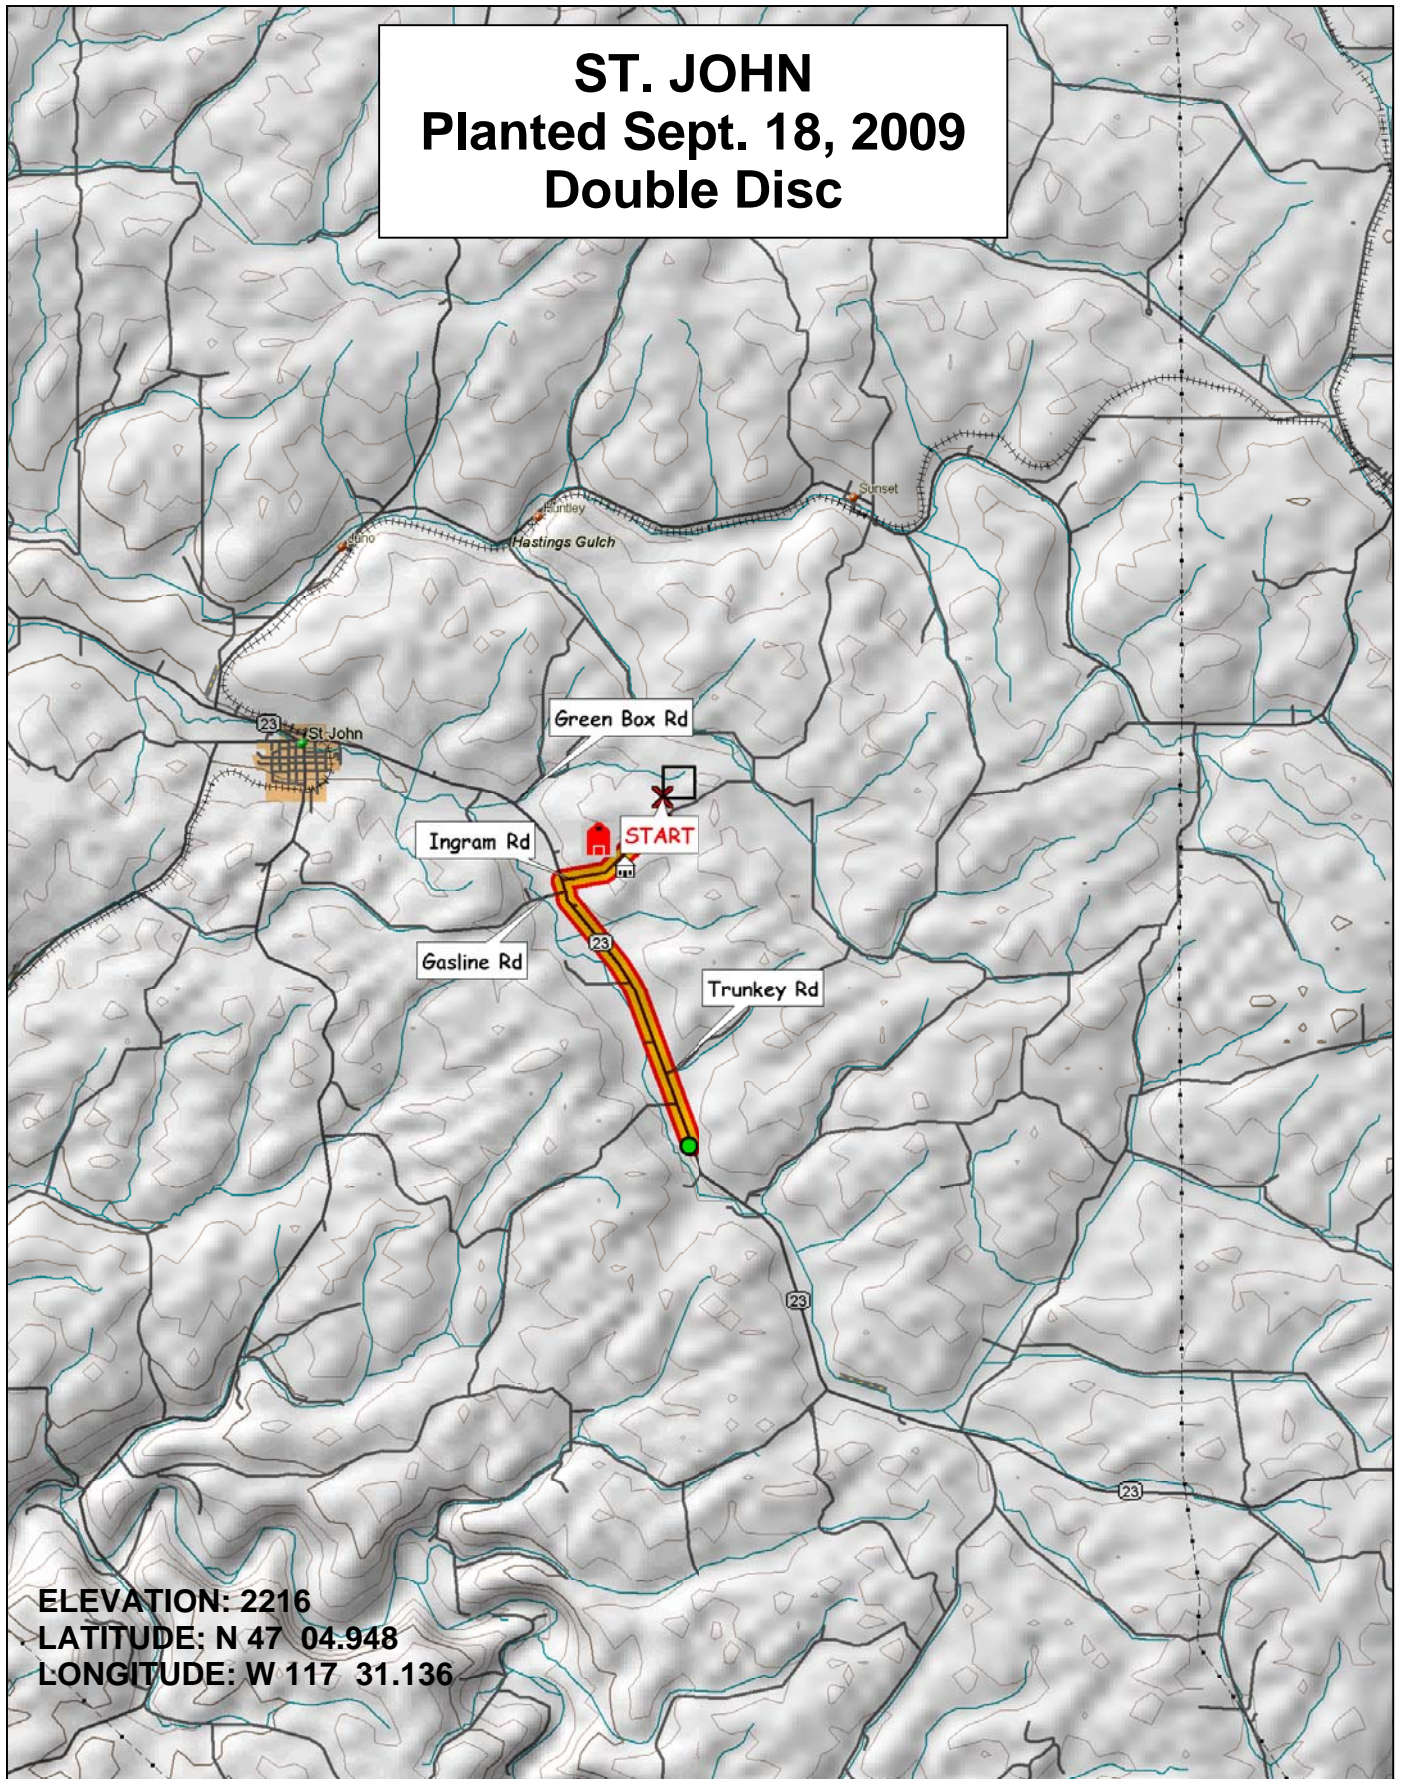 ST. JOHN
Planted Sept. 18, 2009
Double Disc
Sunset
Huntley
Juno
Hastings Gulch
Green Box Rd
23
St John
START
Ingram Rd
23
Gasline Rd
Trunkey Rd
23
23
ELEVATION: 2216
LATITUDE: N 47 04.948
LONGITUDE: W 117 31.136